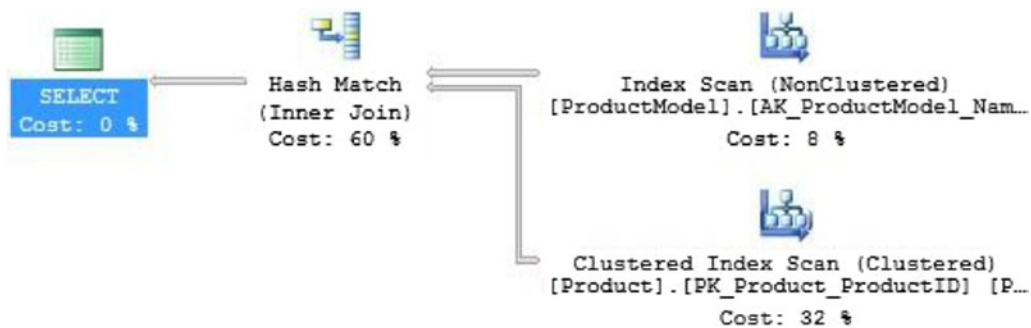 SELECT
Cost: 0 %
Hash Match
(Inner Join)
Cost: 60 %
Index Scan (NonClustered)
[ProductModel].[AK_ProductModel_Nam…
Cost: 8 %
Clustered Index Scan (Clustered)
[Product].[PK_Product_ProductID] [P…
Cost: 32 %